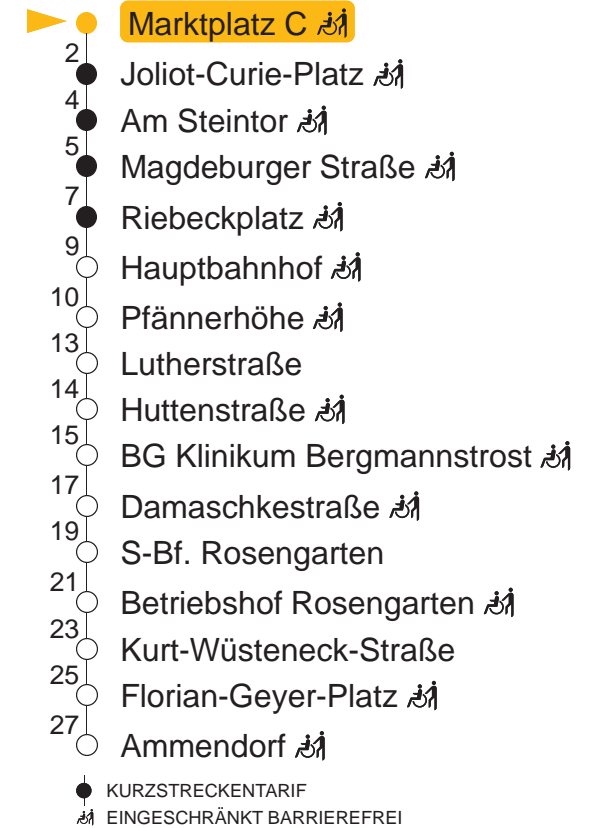 Marktplatz C
2
Joliot-Curie-Platz
4
Am Steintor
5
Magdeburger Straße
7
Riebeckplatz
9
Hauptbahnhof
10
Pfännerhöhe
13
Lutherstraße
14
Huttenstraße
15
BG Klinikum Bergmannstrost
17
Damaschkestraße
19
S-Bf. Rosengarten
21
Betriebshof Rosengarten
23
Kurt-Wüsteneck-Straße
25
Florian-Geyer-Platz
27
Ammendorf
KURZSTRECKENTARIF
EINGESCHRÄNKT BARRIEREFREI